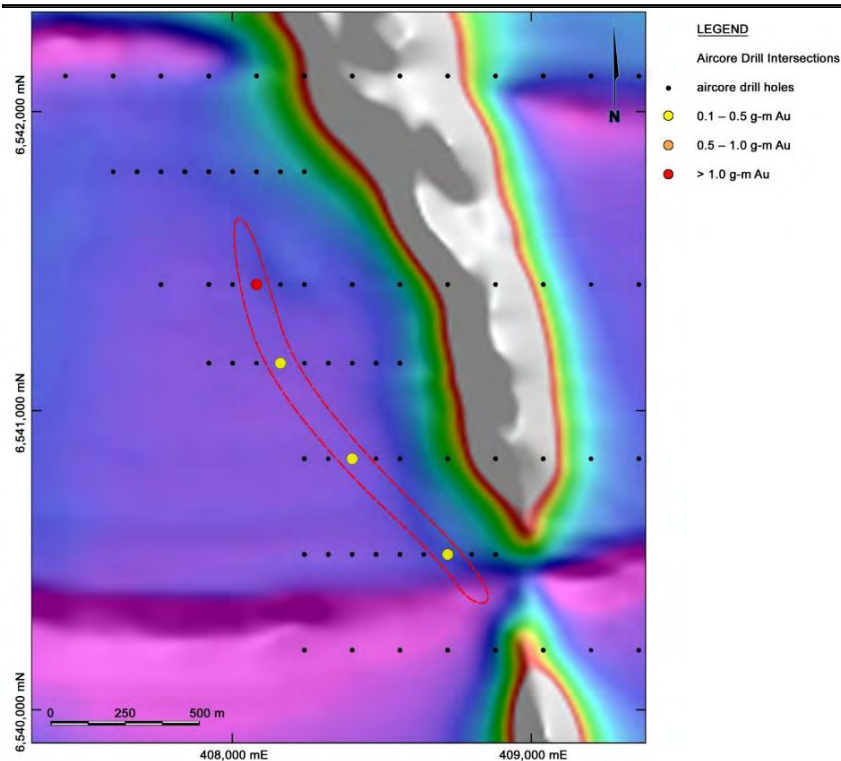 LEGEND
Aircore Drill Intersections
aircore drill holes
0.1 – 0.5 g-m Au
0.5 – 1.0 g-m Au
> 1.0 g-m Au
N
6,542,000 mN
6,541,000 mN
6,540,000 mN
0 250 500 m
408,000 mE 409,000 mE